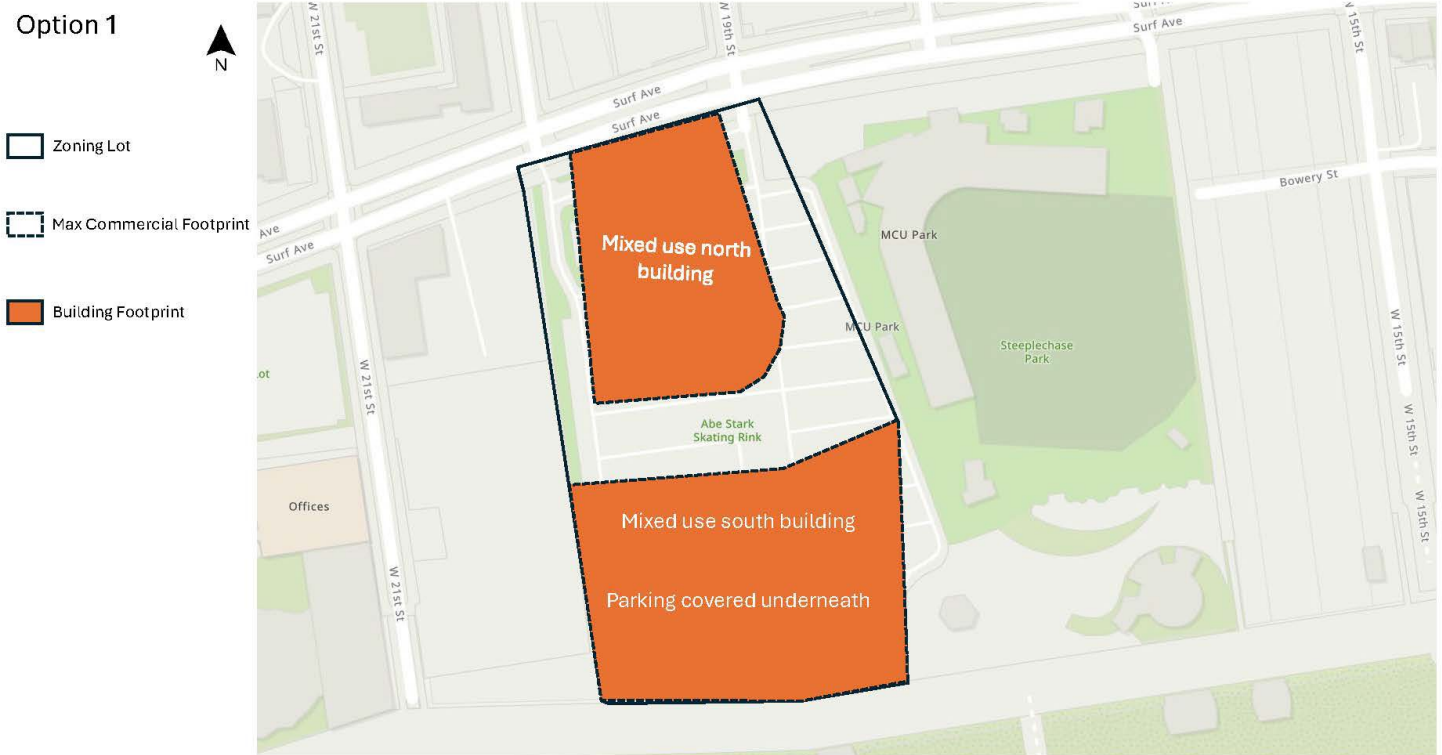 Option 1
N
Zoning Lot
Max Commercial Footprint
Building Footprint
W 21st St
W 19th St
Surf Ave
Surf Ave
W 15th St
Surf Ave
Surf Ave
Bowery St
Ave
Surf Ave
Mixed use north
building
MCU Park
MCU Park
Steeplechase
Park
W 15th St
ot
W 21st St
Abe Stark
Skating Rink
W 15th St
Offices
Mixed use south building
W 15th St
Parking covered underneath
W 21st St